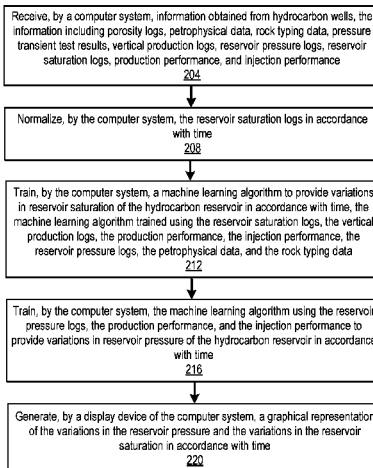 Receive, by a computer system, information obtained from hydrocarbon wells, the
information including porosity logs, petrophysical data, rock typing data, pressure
transient test results, vertical production logs, reservoir pressure logs, reservoir
saturation logs, production performance, and injection performance
204
Normalize, by the computer system, the reservoir saturation logs in accordance
with time
208
Train, by the computer system, a machine learning algorithm to provide variations
in reservoir saturation of the hydrocarbon reservoir in accordance with time, the
machine learning algorithm trained using the reservoir saturation logs, the vertical
production logs, the production performance, the injection performance, the
reservoir pressure logs, the petrophysical data, and the rock typing data
212
Train, by the computer system, the machine learning algorithm using the reservoir
pressure logs, the production performance, and the injection performance to
provide variations in reservoir pressure of the hydrocarbon reservoir in accordance
with time
216
Generate, by a display device of the computer system, a graphical representation
of the variations in the reservoir pressure and the variations in the reservoir
saturation in accordance with time
220